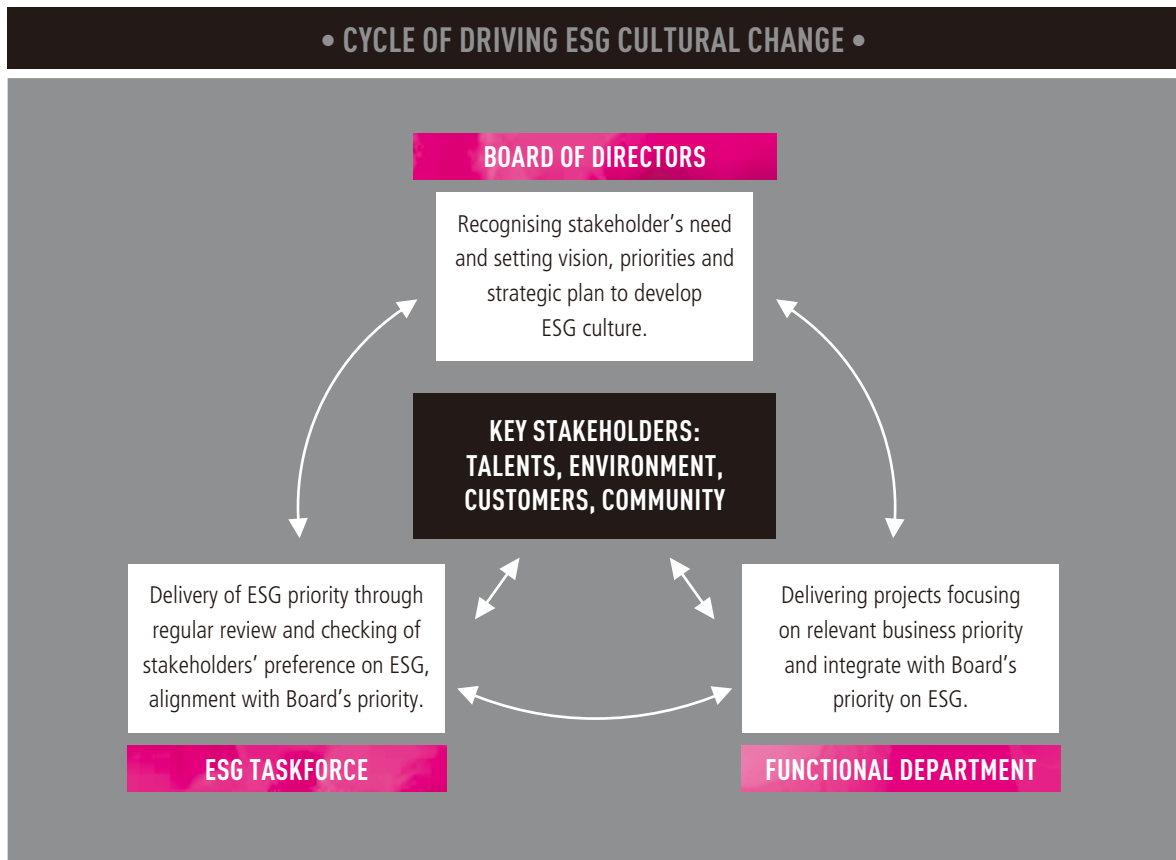 • CYCLE OF DRIVING ESG CULTURAL CHANGE •
BOARD OF DIRECTORS
Recognising stakeholder's need
and setting vision, priorities and
strategic plan to develop
ESG culture.
KEY STAKEHOLDERS:
TALENTS, ENVIRONMENT,
CUSTOMERS, COMMUNITY
Delivery of ESG priority through
regular review and checking of
stakeholders' preference on ESG,
alignment with Board's priority.
ESG TASKFORCE
Delivering projects focusing
on relevant business priority
and integrate with Board's
priority on ESG.
FUNCTIONAL DEPARTMENT